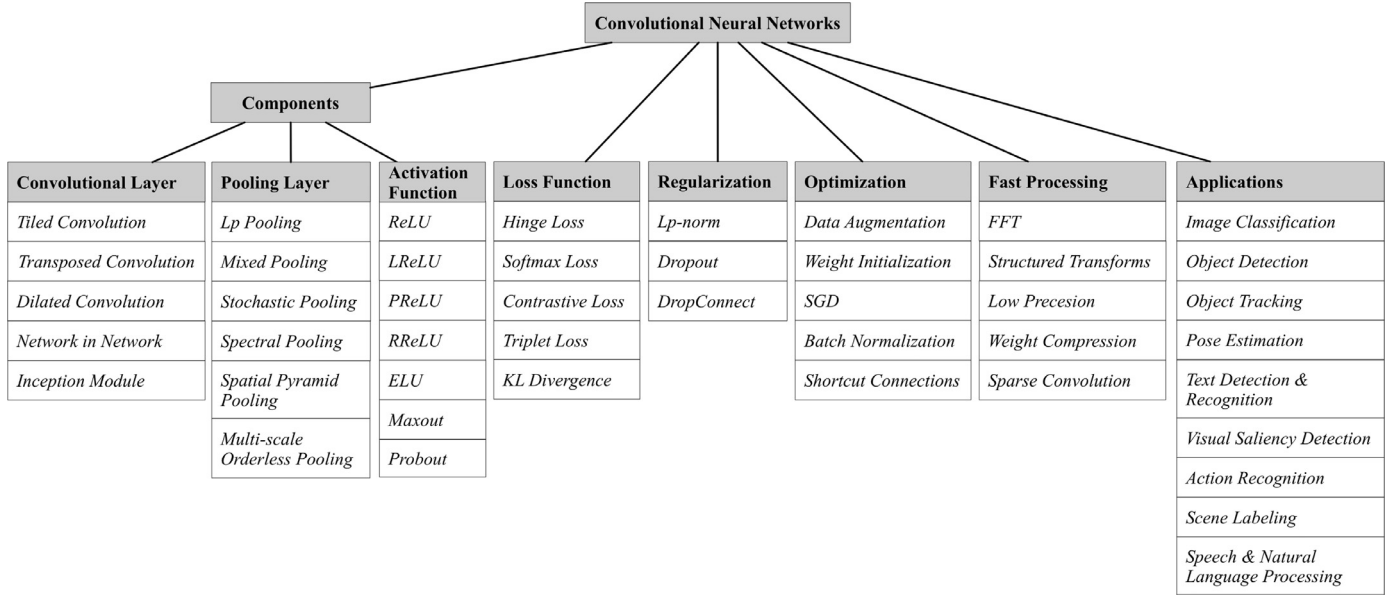 Convolutional Neural Networks
Components
Convolutional Layer
Tiled Convolution
Transposed Convolution
Dilated Convolution
Network in Network
Inception Module
Pooling Layer
Lp Pooling
Mixed Pooling
Stochastic Pooling
Spectral Pooling
Spatial Pyramid
Pooling
Multi-scale
Orderless Pooling
Activation
Function
ReLU
LReLU
PReLU
RReLU
ELU
Maxout
Probout
Loss Function
Hinge Loss
Softmax Loss
Contrastive Loss
Triplet Loss
KL Divergence
Regularization
Lp-norm
Dropout
DropConnect
Optimization
Data Augmentation
Weight Initialization
SGD
Batch Normalization
Shortcut Connections
Fast Processing
FFT
Structured Transforms
Low Precesion
Weight Compression
Sparse Convolution
Applications
Image Classification
Object Detection
Object Tracking
Pose Estimation
Text Detection &
Recognition
Visual Saliency Detection
Action Recognition
Scene Labeling
Speech & Natural
Language Processing